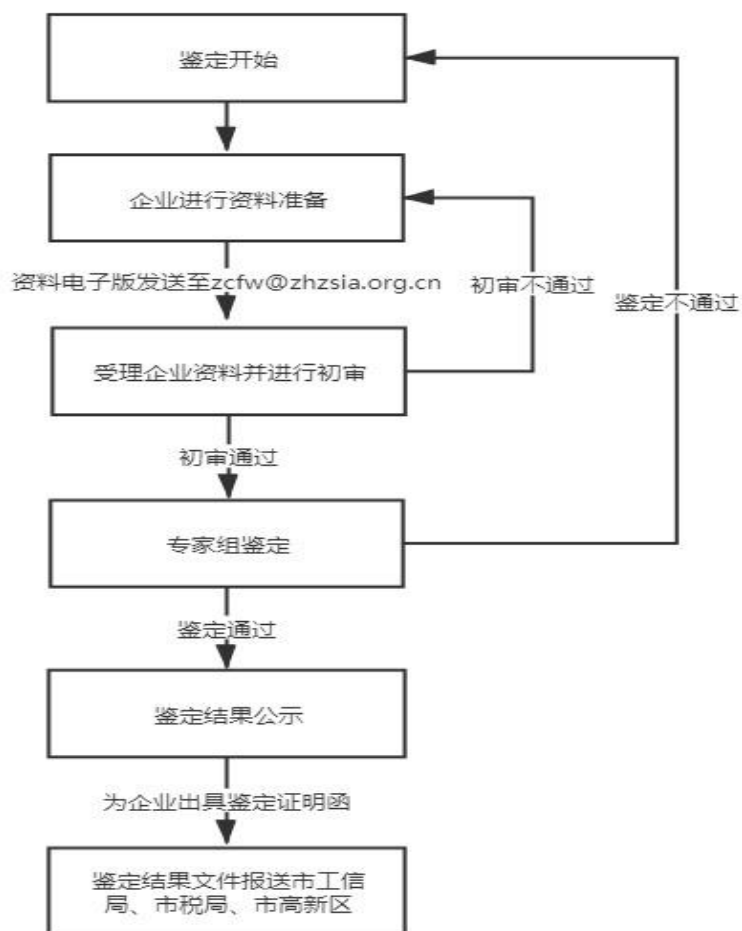 鉴定开始
企业进行资料准备
资料电子版发送至zcfw@zhzsia.org.cn
初审不通过
鉴定不通过
受理企业资料并进行初审
初审通过
专家组鉴定
鉴定通过
鉴定结果公示
为企业出具鉴定证明函
鉴定结果文件报送市工信
局、市税局、市高新区